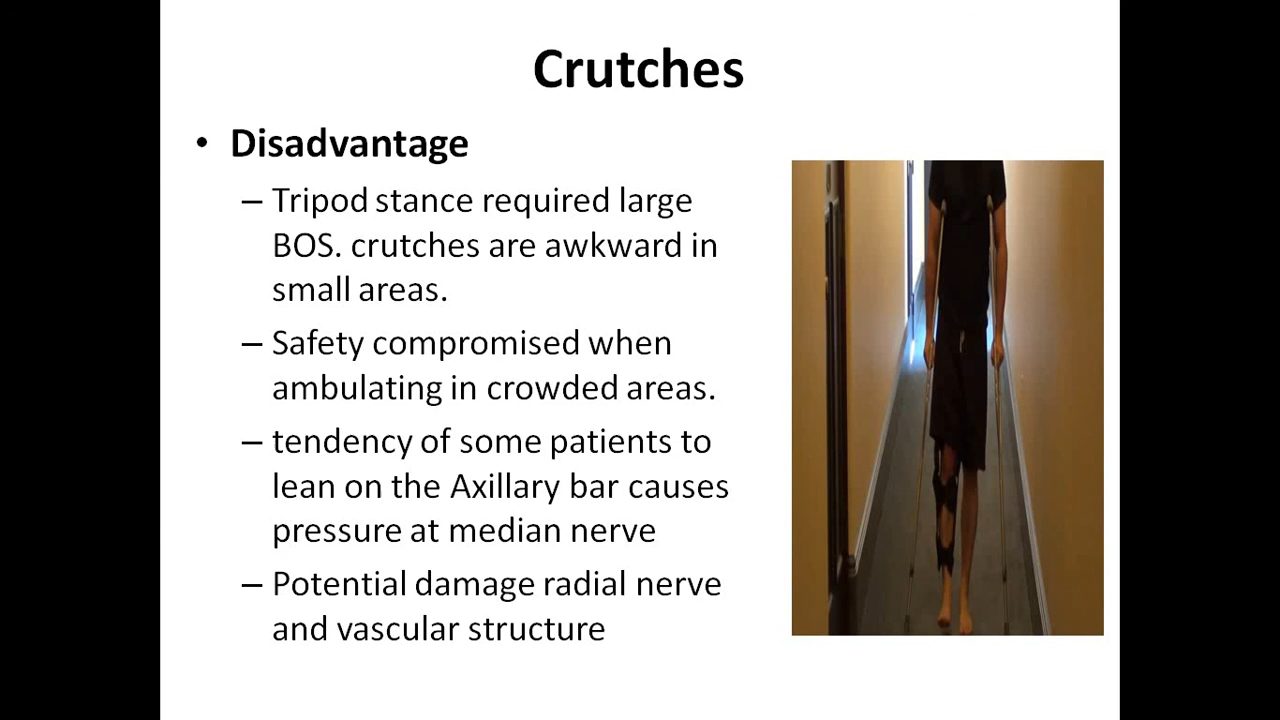 Crutches
• Disadvantage
– Tripod stance required large
BOS. crutches are awkward in
small areas.
– Safety compromised when
ambulating in crowded areas.
– tendency of some patients to
lean on the Axillary bar causes
pressure at median nerve
– Potential damage radial nerve
and vascular structure